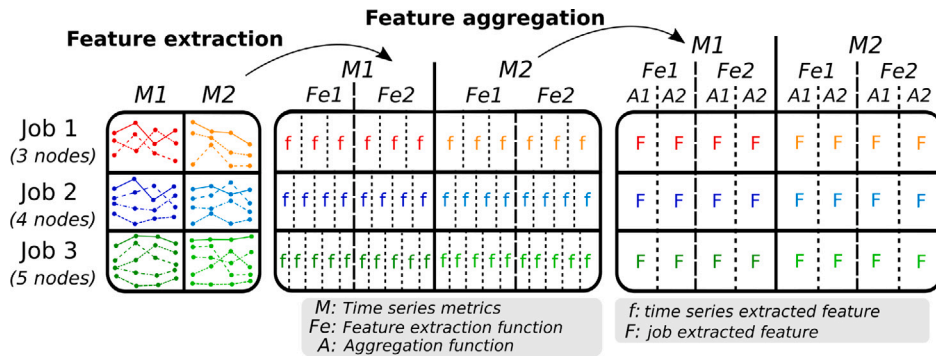 Feature extraction
Feature aggregation
M1 M2
M1 M2
Fe1 Fe2 Fe1 Fe2
M1 M2
Fe1 Fe2 Fe1 Fe2
A1 A2 A1 A2 A1 A2 A1 A2
Job 1
(3 nodes)
f f f f f f f f f f f f
F F F F F F F F
Job 2
(4 nodes)
f f f f f f f f f f f f f f f f
F F F F F F F F
Job 3
(5 nodes)
f f f f f f f f f f f f f f f f f f f f
F F F F F F F F
M: Time series metrics
Fe: Feature extraction function
A: Aggregation function
f: time series extracted feature
F: job extracted feature